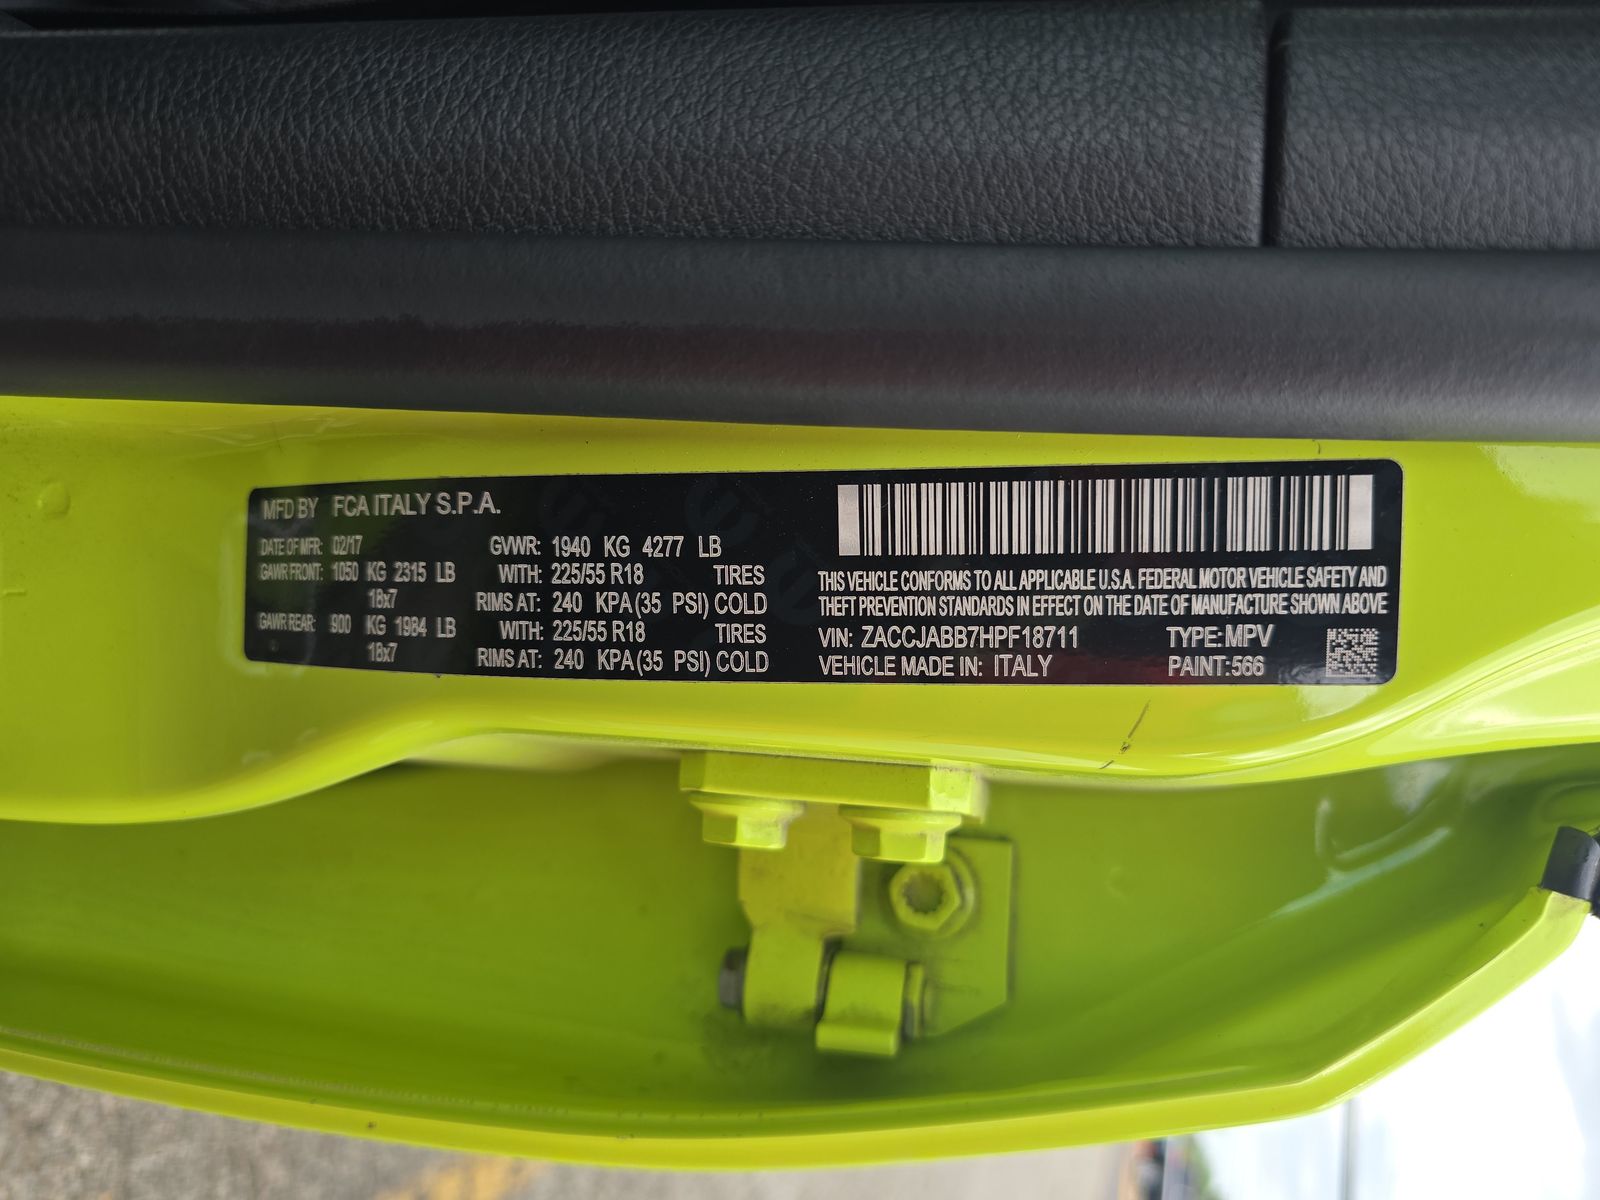 MFD BY FCA ITALY S.P.A.
DATE OF MFR: 02/17 GVWR: 1940 KG 4277 LB
GAWR FRONT: 1050 KG 2315 LB WITH: 225/55 R18 TIRES
18x7 RIMS AT: 240 KPA(35 PSI) COLD
GAWR REAR: 900 KG 1984 LB WITH: 225/55 R18 TIRES
18x7 RIMS AT: 240 KPA(35 PSI) COLD
THIS VEHICLE CONFORMS TO ALL APPLICABLE U.S.A. FEDERAL MOTOR VEHICLE SAFETY AND
THEFT PREVENTION STANDARDS IN EFFECT ON THE DATE OF MANUFACTURE SHOWN ABOVE
VIN: ZACCJABB7HPF18711 TYPE: MPV
VEHICLE MADE IN: ITALY PAINT:566